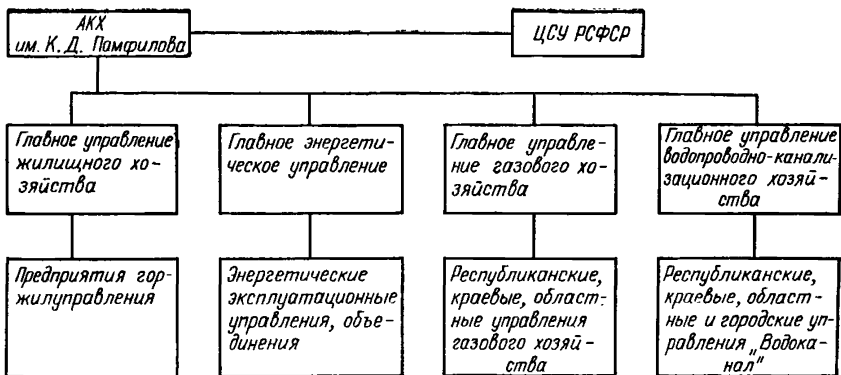 АКХ
им. К. Д. Памфилова
ЦСУ РСФСР
Главное управление
жилищного хо-
зяйства
Главное энергети-
ческое управление
Главное управле-
ние газового хо-
зяйства
Главное управление
водопроводно-канали-
зационного хозяй-
ства
Предприятия гор-
жилуправления
Энергетические
эксплуатационные
управления, объе-
динения
Республиканские,
краевые, област-
ные управления
газового хозяй-
ства
Республиканские,
краевые, област-
ные и городские уп-
равления „Водока-
нал"